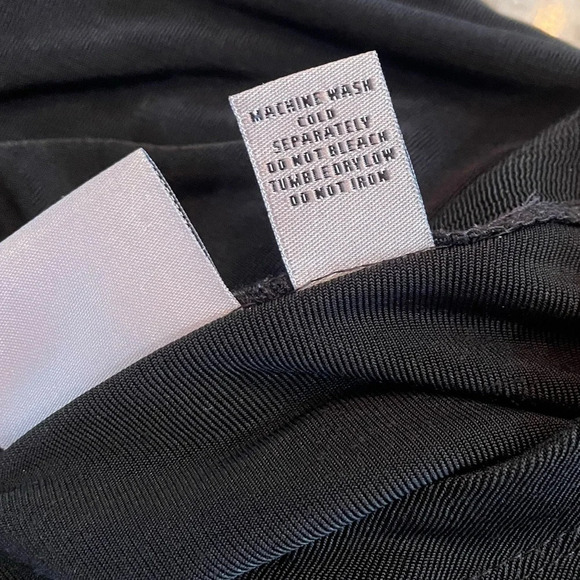 MACHINE WASH
COLD
SEPARATELY
DO NOT BLEACH
TUMBLE DRY LOW
DO NOT IRON